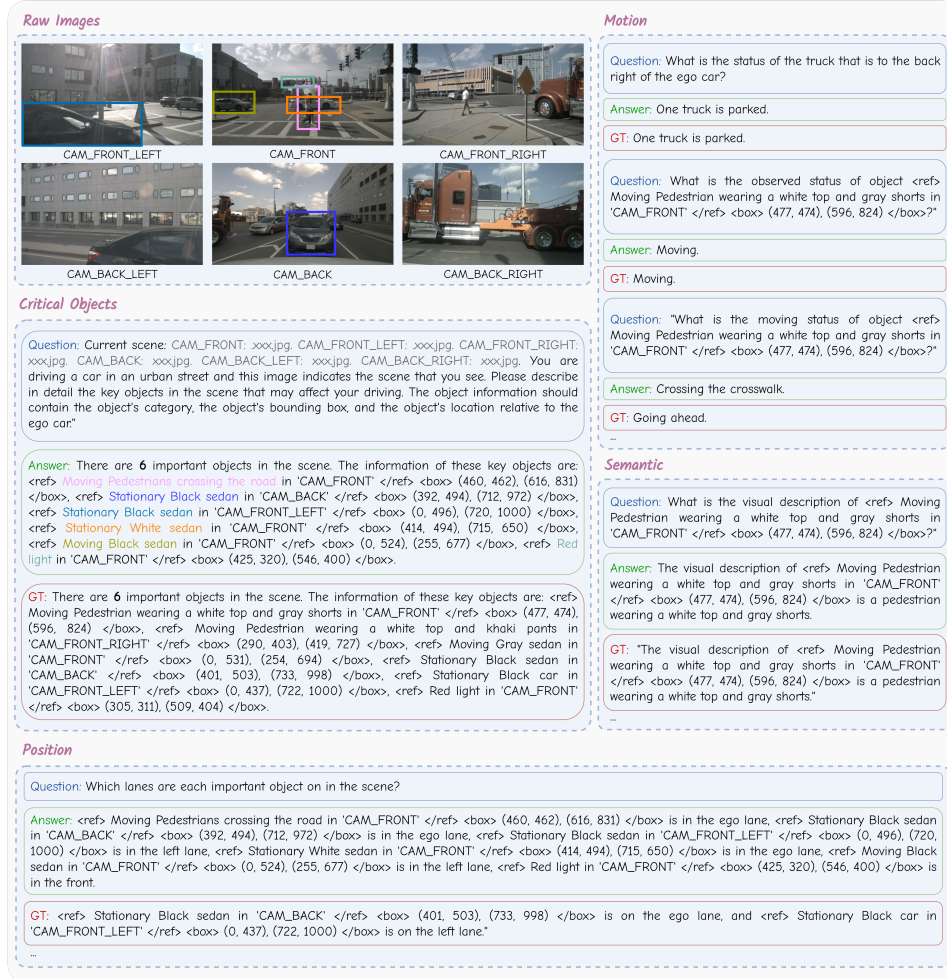 Raw Images
CAM_FRONT_LEFT
CAM_FRONT
CAM_FRONT_RIGHT
CAM_BACK_LEFT
CAM_BACK
CAM_BACK_RIGHT
Critical Objects
Question: Current scene: CAM_FRONT: xxx.jpg. CAM_FRONT_LEFT: xxx.jpg. CAM_FRONT_RIGHT:
xxx.jpg. CAM_BACK: xxx.jpg. CAM_BACK_LEFT: xxx.jpg. CAM_BACK_RIGHT: xxx.jpg. You are
driving a car in an urban street and this image indicates the scene that you see. Please describe
in detail the key objects in the scene that may affect your driving. The object information should
contain the object's category, the object's bounding box, and the object's location relative to the
ego car."
Answer: There are 6 important objects in the scene. The information of these key objects are:
<ref> Moving Pedestrians crossing the road in 'CAM_FRONT' </ref> <box> (460, 462), (616, 831)
</box>, <ref> Stationary Black sedan in 'CAM_BACK' </ref> <box> (392, 494), (712, 972) </box>,
<ref> Stationary Black sedan in 'CAM_FRONT_LEFT' </ref> <box> (0, 496), (720, 1000) </box>,
<ref> Stationary White sedan in 'CAM_FRONT' </ref> <box> (414, 494), (715, 650) </box>,
<ref> Moving Black sedan in 'CAM_FRONT' </ref> <box> (0, 524), (255, 677) </box>, <ref> Red
light in 'CAM_FRONT' </ref> <box> (425, 320), (546, 400) </box>.
GT: There are 6 important objects in the scene. The information of these key objects are: <ref>
Moving Pedestrian wearing a white top and gray shorts in 'CAM_FRONT' </ref> <box> (477, 474),
(596, 824) </box>, <ref> Moving Pedestrian wearing a white top and khaki pants in
'CAM_FRONT_RIGHT' </ref> <box> (290, 403), (419, 727) </box>, <ref> Moving Gray sedan in
'CAM_FRONT' </ref> <box> (0, 531), (254, 694) </box>, <ref> Stationary Black sedan in
'CAM_BACK' </ref> <box> (401, 503), (733, 998) </box>, <ref> Stationary Black car in
'CAM_FRONT_LEFT' </ref> <box> (0, 437), (722, 1000) </box>, <ref> Red light in 'CAM_FRONT'
</ref> <box> (305, 311), (509, 404) </box>.
Motion
Question: What is the status of the truck that is to the back
right of the ego car?
Answer: One truck is parked.
GT: One truck is parked.
Question: What is the observed status of object <ref>
Moving Pedestrian wearing a white top and gray shorts in
'CAM_FRONT' </ref> <box> (477, 474), (596, 824) </box>?"
Answer: Moving.
GT: Moving.
Question: "What is the moving status of object <ref>
Moving Pedestrian wearing a white top and gray shorts in
'CAM_FRONT' </ref> <box> (477, 474), (596, 824) </box>?"
Answer: Crossing the crosswalk.
GT: Going ahead.
...
Semantic
Question: What is the visual description of <ref> Moving
Pedestrian wearing a white top and gray shorts in
'CAM_FRONT' </ref> <box> (477, 474), (596, 824) </box>?"
Answer: The visual description of <ref> Moving Pedestrian
wearing a white top and gray shorts in 'CAM_FRONT'
</ref> <box> (477, 474), (596, 824) </box> is a pedestrian
wearing a white top and gray shorts.
GT: "The visual description of <ref> Moving Pedestrian
wearing a white top and gray shorts in 'CAM_FRONT'
</ref> <box> (477, 474), (596, 824) </box> is a pedestrian
wearing a white top and gray shorts."
...
Position
Question: Which lanes are each important object on in the scene?
Answer: <ref> Moving Pedestrians crossing the road in 'CAM_FRONT' </ref> <box> (460, 462), (616, 831) </box> is in the ego lane, <ref> Stationary Black sedan
in 'CAM_BACK' </ref> <box> (392, 494), (712, 972) </box> is in the ego lane, <ref> Stationary Black sedan in 'CAM_FRONT_LEFT' </ref> <box> (0, 496), (720,
1000) </box> is in the left lane, <ref> Stationary White sedan in 'CAM_FRONT' </ref> <box> (414, 494), (715, 650) </box> is in the ego lane, <ref> Moving Black
sedan in 'CAM_FRONT' </ref> <box> (0, 524), (255, 677) </box> is in the left lane, <ref> Red light in 'CAM_FRONT' </ref> <box> (425, 320), (546, 400) </box> is
in the front.
GT: <ref> Stationary Black sedan in 'CAM_BACK' </ref> <box> (401, 503), (733, 998) </box> is on the ego lane, and <ref> Stationary Black car in
'CAM_FRONT_LEFT' </ref> <box> (0, 437), (722, 1000) </box> is on the left lane."
...